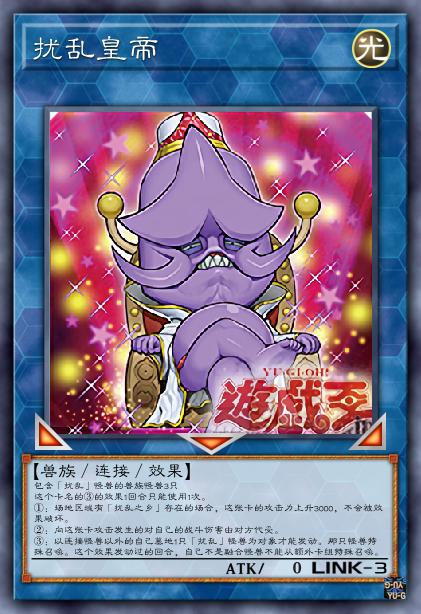 扰乱皇帝
光
YU-GI-OH!
遊戯王
【兽族/连接/效果】
包含「扰乱」怪兽的兽族怪兽3只
这个卡名的③的效果1回合只能使用1次。
①:场地区域有「扰乱之乡」存在的场合,这张卡的攻击力上升3000,不会被效
果破坏。
②:向这张卡攻击发生的对自己的战斗伤害由对方代受。
③:以连接怪兽以外的自己墓地1只「扰乱」怪兽为对象才能发动。那只怪兽特
殊召唤。这个效果发动过的回合,自己不是融合怪兽不能从额外卡组特殊召唤。
ATK/ 0 LINK-3